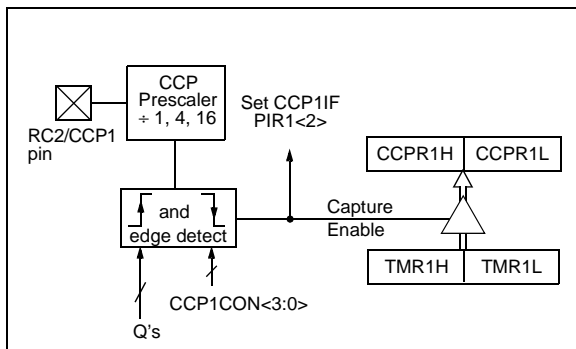 CCP
Prescaler
÷ 1, 4, 16
Set CCP1IF
PIR1<2>
RC2/CCP1
pin
CCPR1H CCPR1L
and
edge detect
Capture
Enable
TMR1H TMR1L
CCP1CON<3:0>
Q's